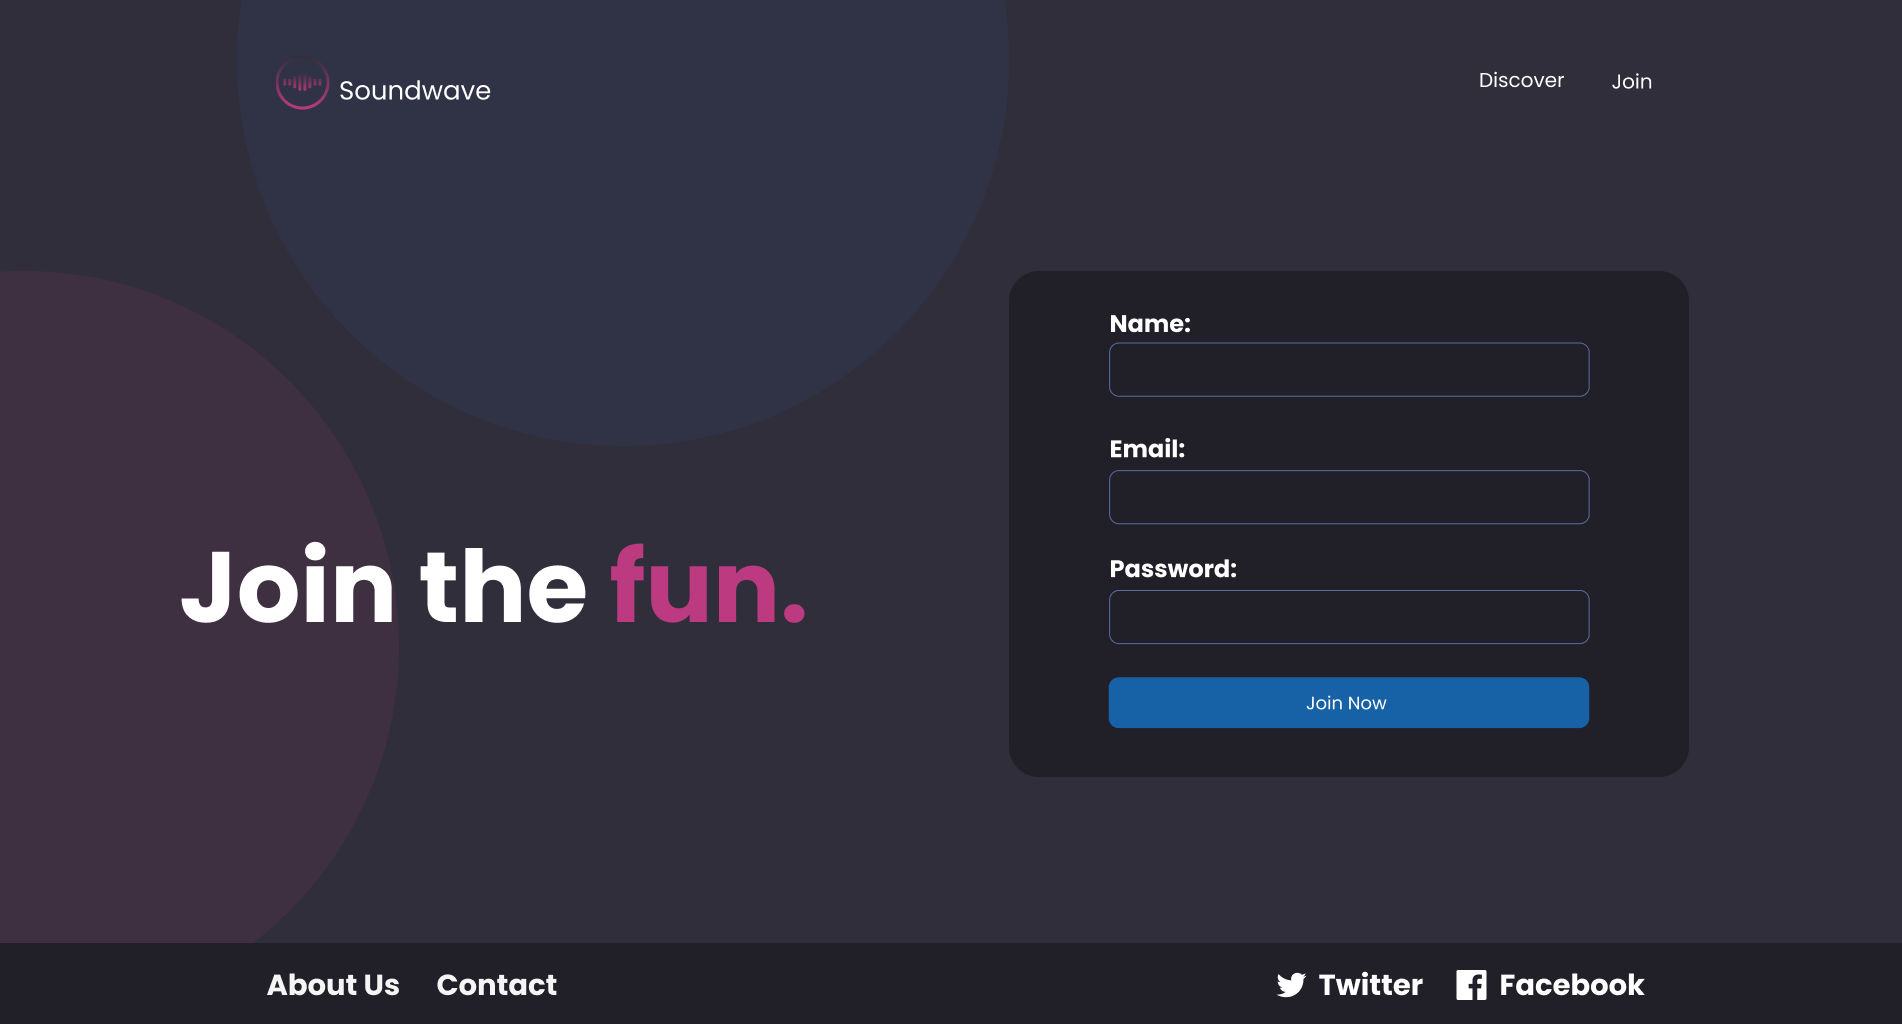 Soundwave
Discover
Join
Join the fun.
Name:
Email:
Password:
Join Now
About Us
Contact
Twitter
Facebook